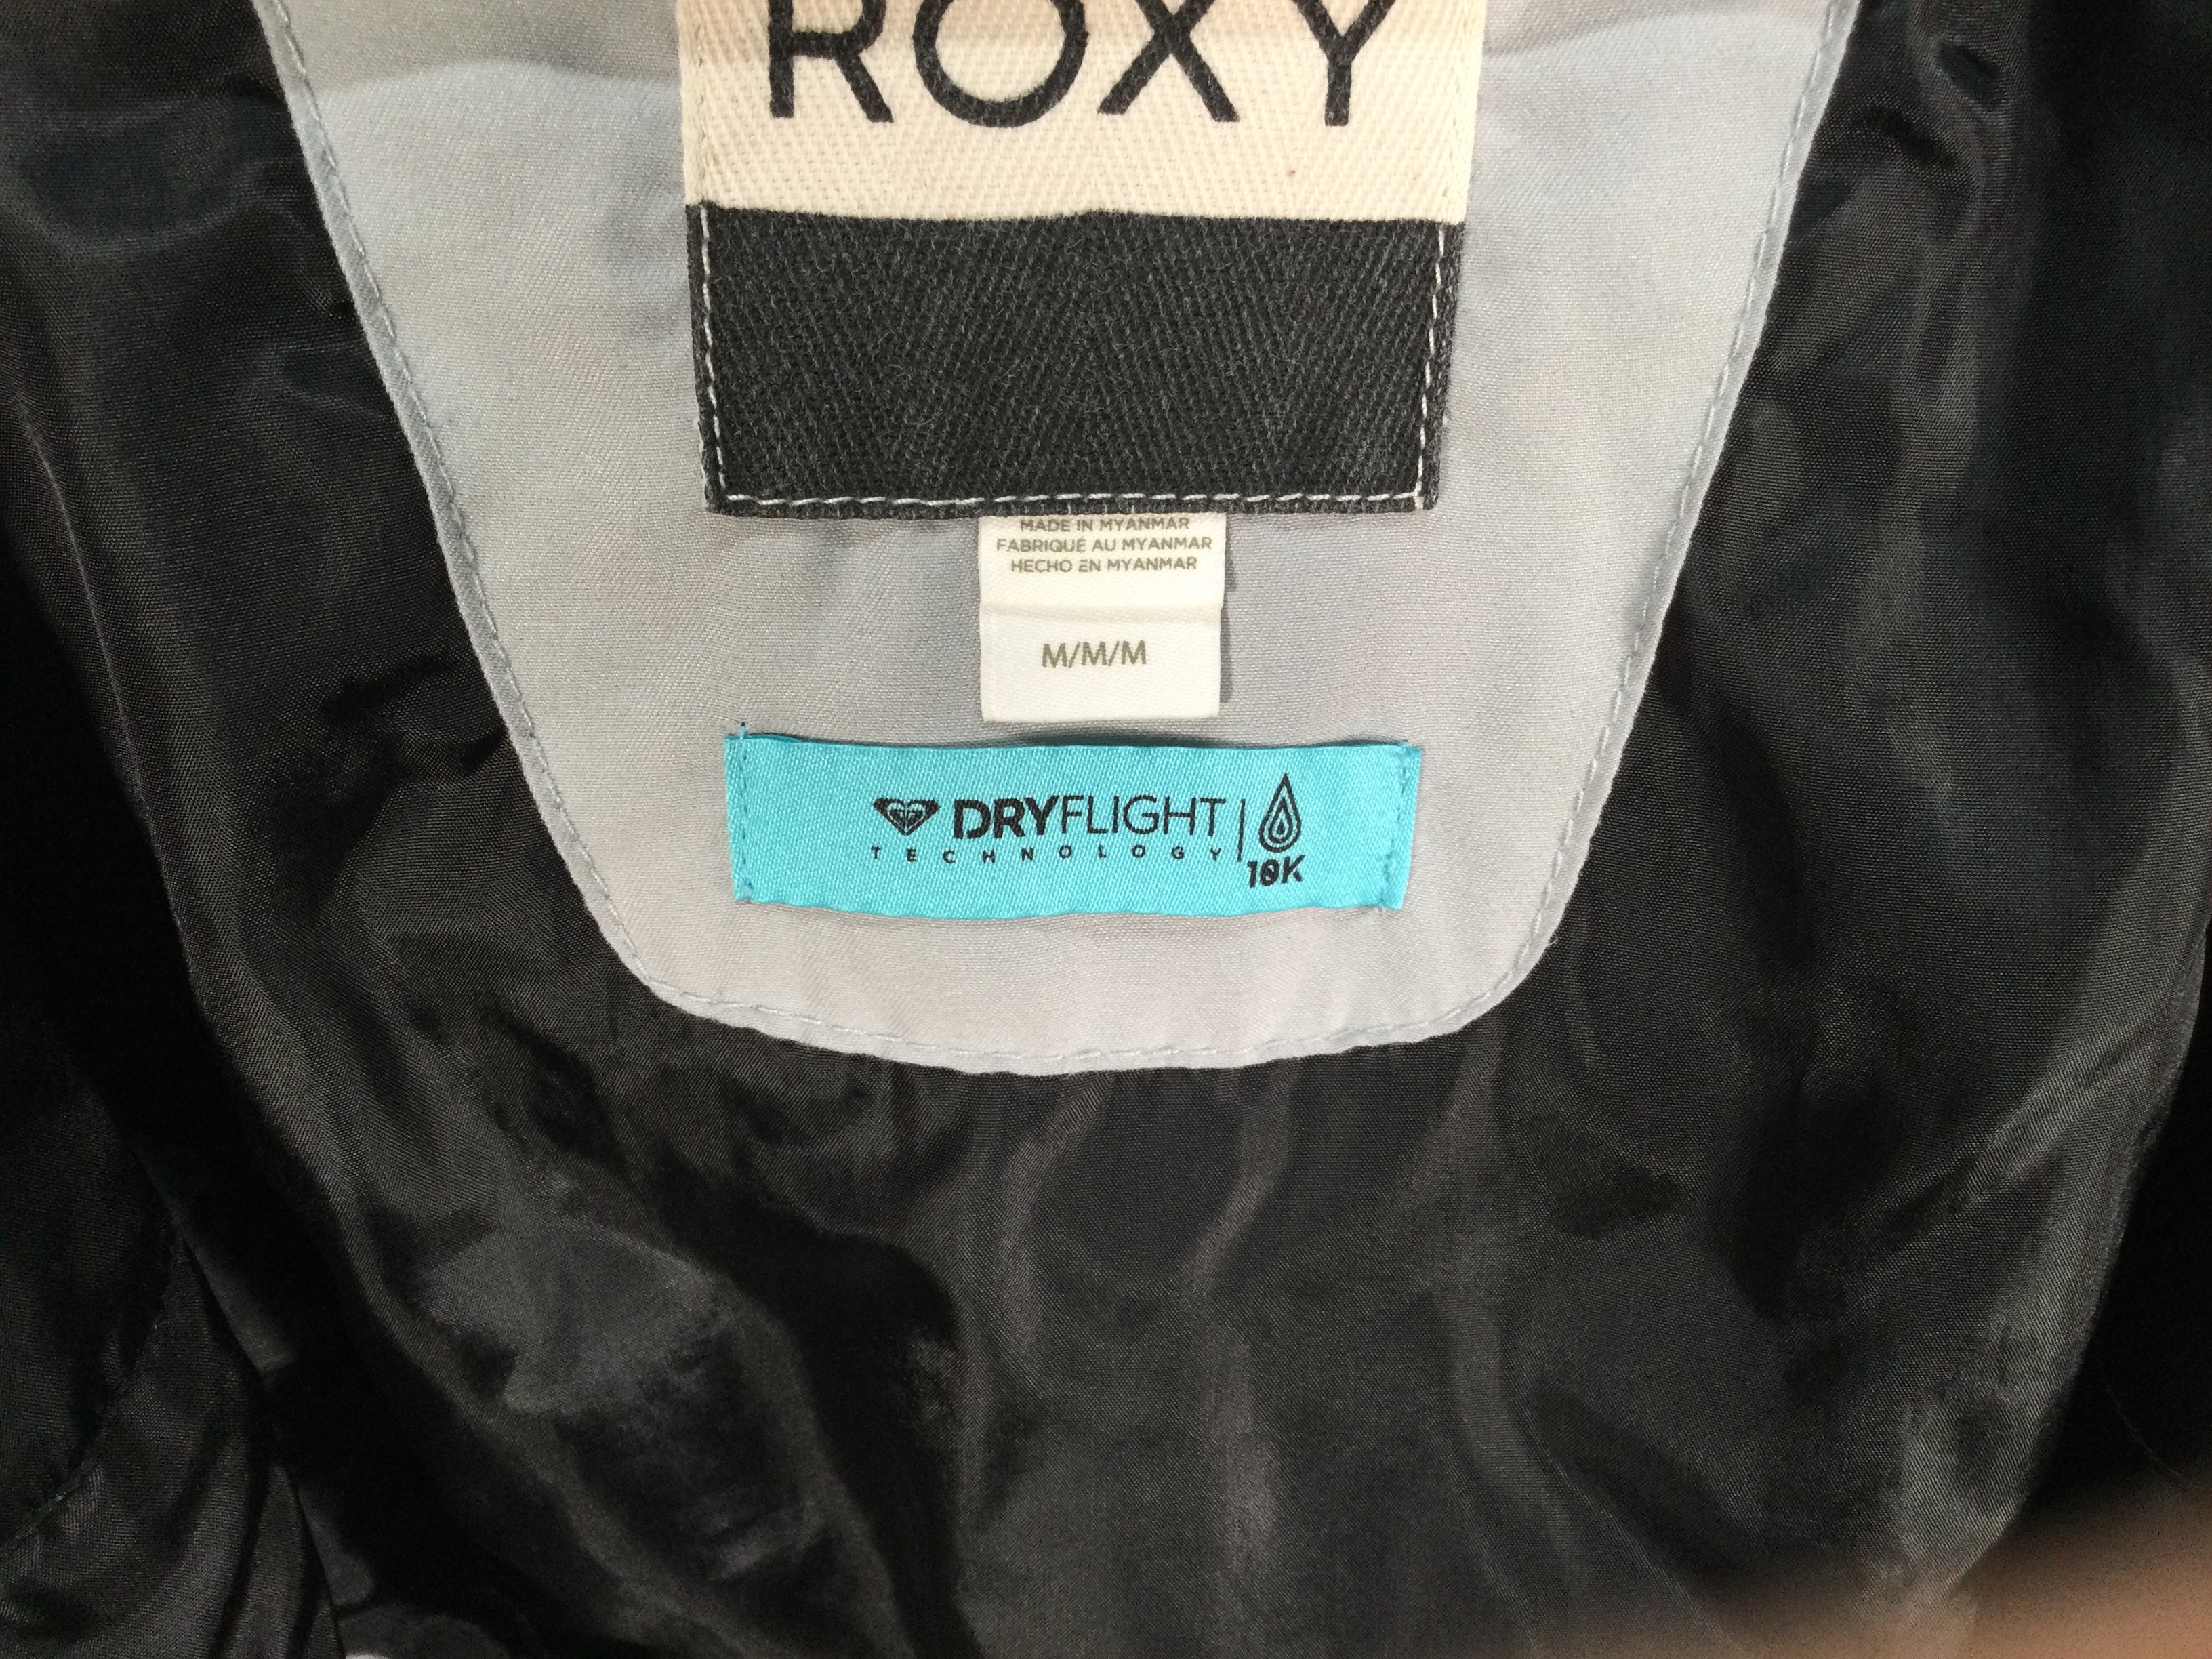 ROXY
MADE IN MYANMAR
FABRIQUÉ AU MYANMAR
HECHO EN MYANMAR
M/M/M
DRYFLIGHT
TECHNOLOGY
10K